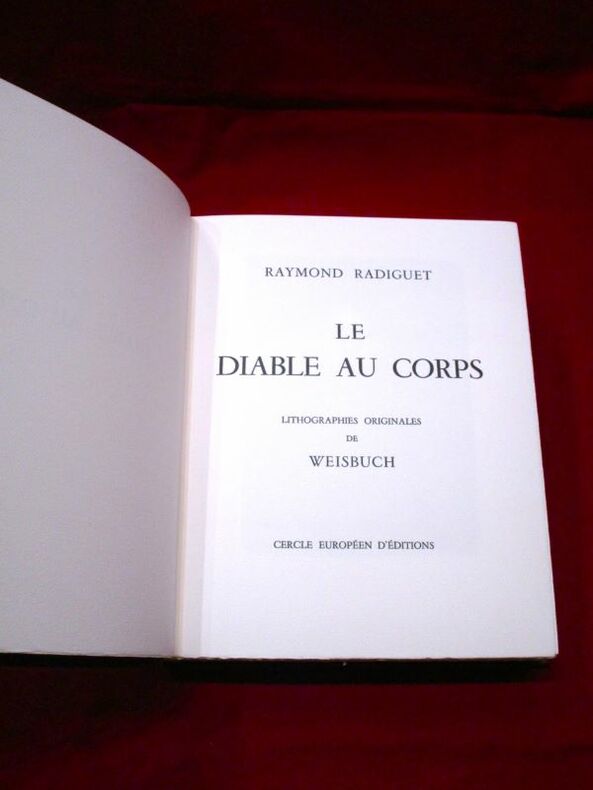 RAYMOND RADIGUET
LE
DIABLE AU CORPS
LITHOGRAPHIES ORIGINALES
DE
WEISBUCH
CERCLE EUROPÉEN D'ÉDITIONS